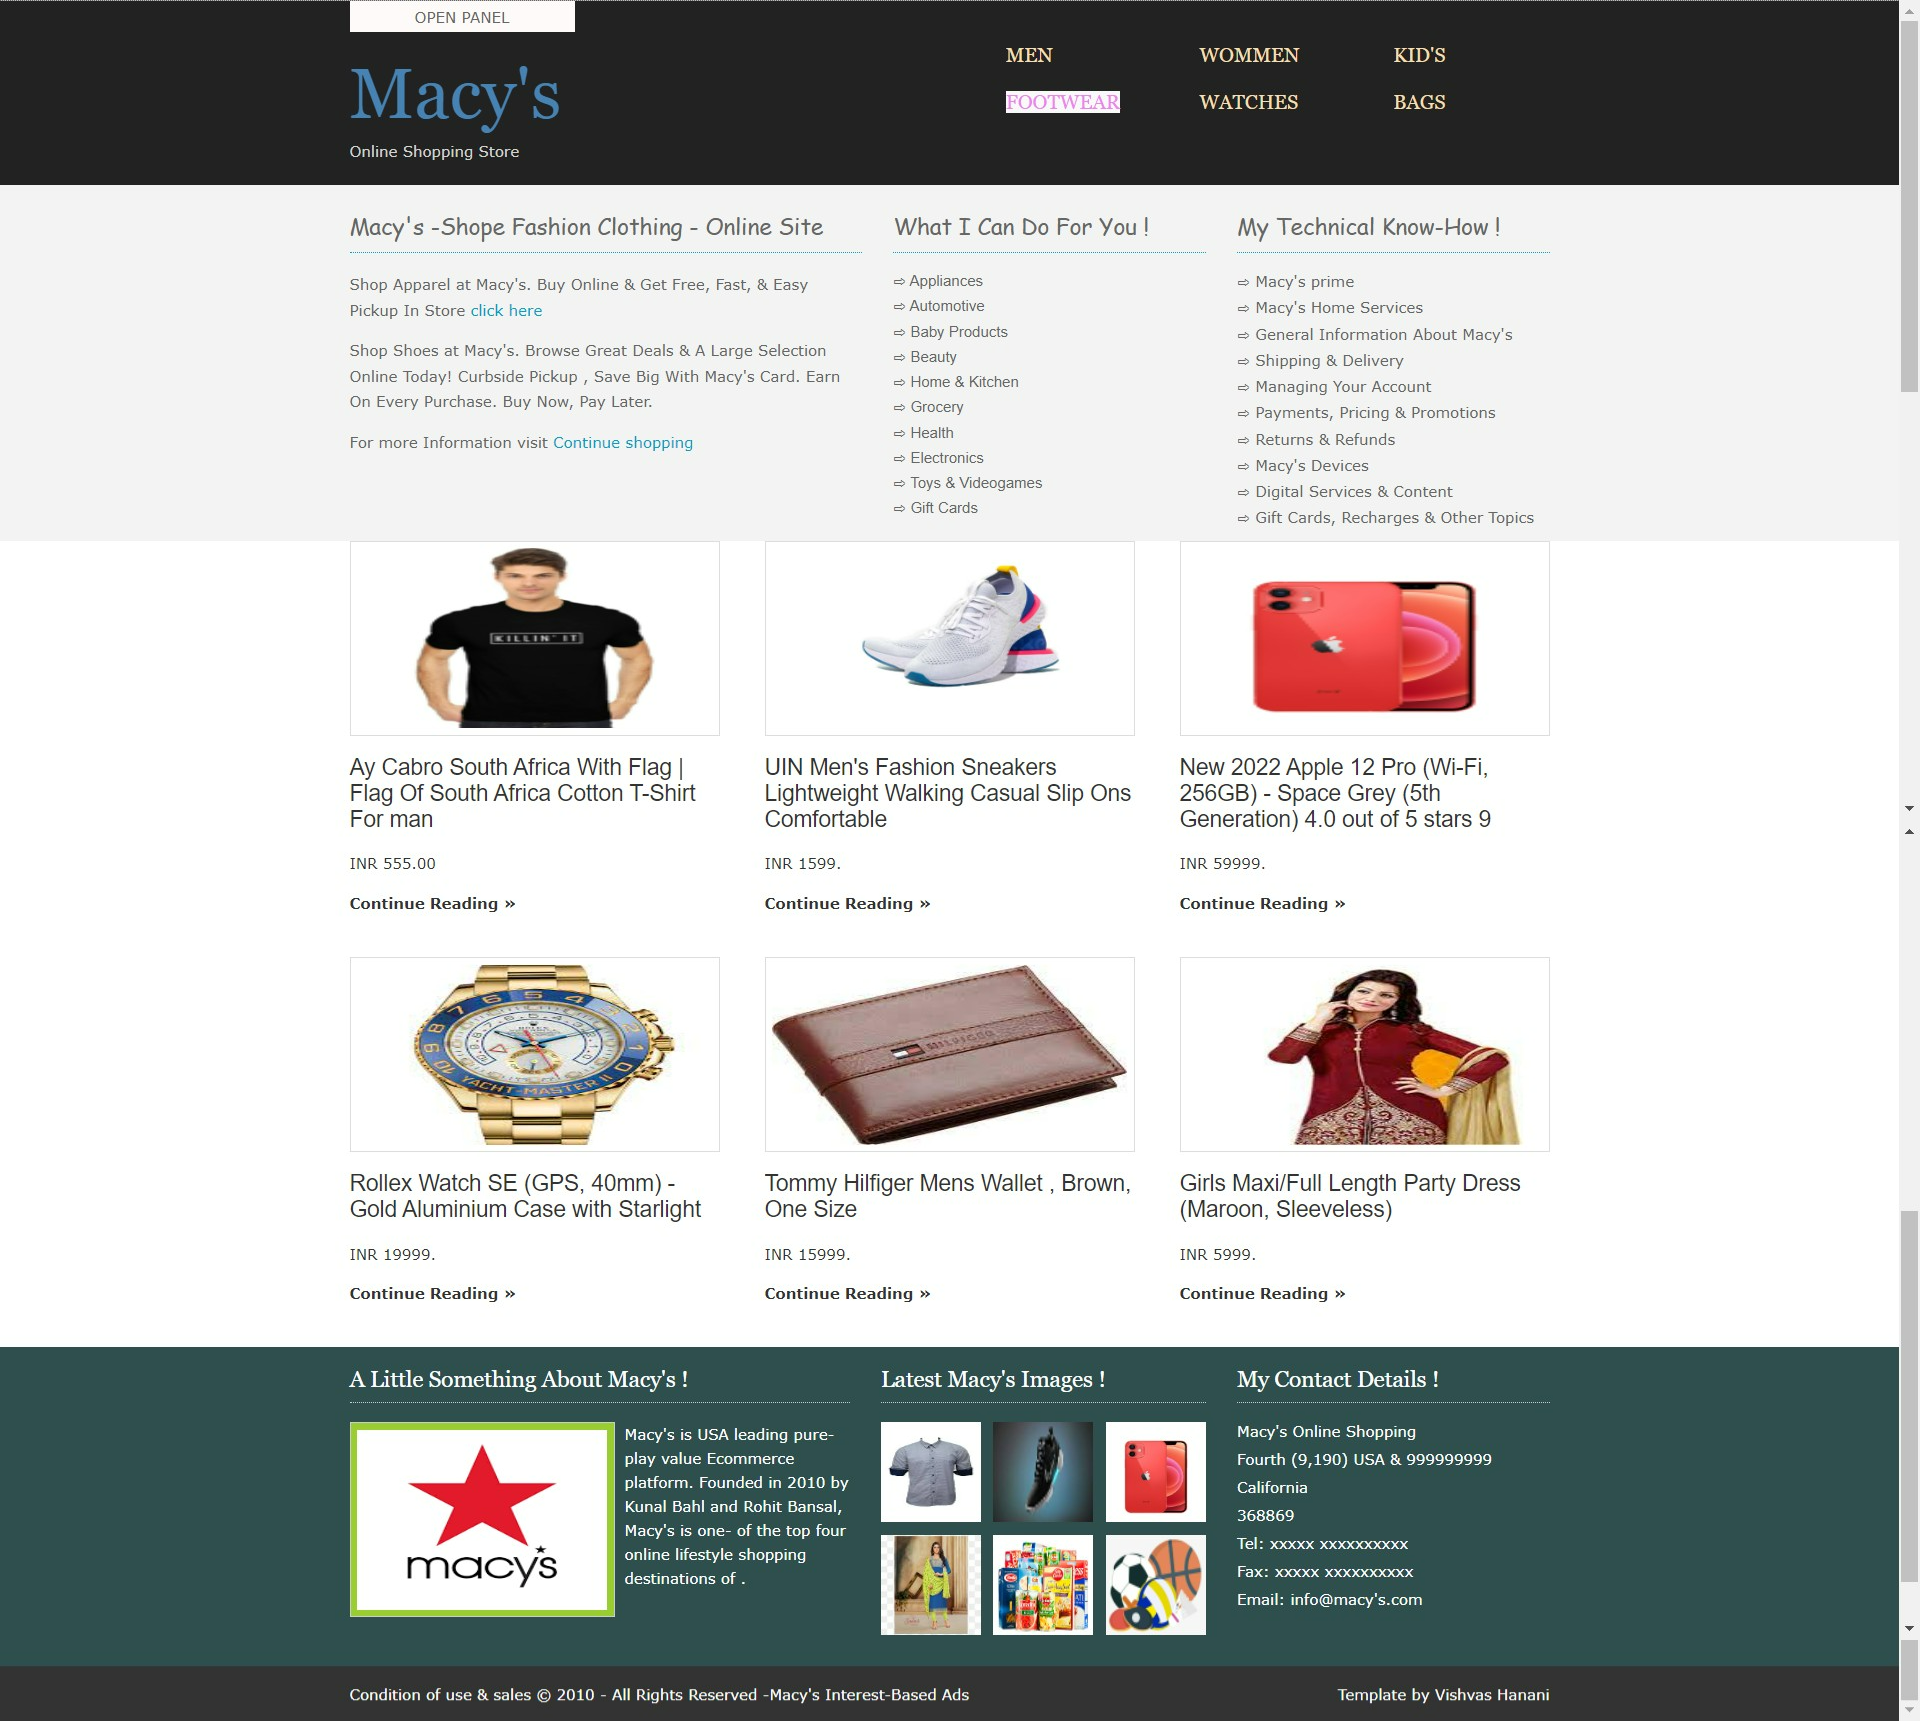 OPEN PANEL
Macy's
Online Shopping Store
MEN
WOMMEN
KID'S
FOOTWEAR
WATCHES
BAGS
Macy's -Shope Fashion Clothing - Online Site
Shop Apparel at Macy's. Buy Online & Get Free, Fast, & Easy
Pickup In Store click here
Shop Shoes at Macy's. Browse Great Deals & A Large Selection
Online Today! Curbside Pickup , Save Big With Macy's Card. Earn
On Every Purchase. Buy Now, Pay Later.
For more Information visit Continue shopping
What I Can Do For You !
⇨ Appliances
⇨ Automotive
⇨ Baby Products
⇨ Beauty
⇨ Home & Kitchen
⇨ Grocery
⇨ Health
⇨ Electronics
⇨ Toys & Videogames
⇨ Gift Cards
My Technical Know-How !
⇨ Macy's prime
⇨ Macy's Home Services
⇨ General Information About Macy's
⇨ Shipping & Delivery
⇨ Managing Your Account
⇨ Payments, Pricing & Promotions
⇨ Returns & Refunds
⇨ Macy's Devices
⇨ Digital Services & Content
⇨ Gift Cards, Recharges & Other Topics
KILLIN' IT
Ay Cabro South Africa With Flag |
Flag Of South Africa Cotton T-Shirt
For man
INR 555.00
Continue Reading »
UIN Men's Fashion Sneakers
Lightweight Walking Casual Slip Ons
Comfortable
INR 1599.
Continue Reading »
New 2022 Apple 12 Pro (Wi-Fi,
256GB) - Space Grey (5th
Generation) 4.0 out of 5 stars 9
INR 59999.
Continue Reading »
ROLEX
YACHT-MASTER II
Rollex Watch SE (GPS, 40mm) -
Gold Aluminium Case with Starlight
INR 19999.
Continue Reading »
HILFIGER
Tommy Hilfiger Mens Wallet , Brown,
One Size
INR 15999.
Continue Reading »
Girls Maxi/Full Length Party Dress
(Maroon, Sleeveless)
INR 5999.
Continue Reading »
A Little Something About Macy's !
macy's
Macy's is USA leading pure-
play value Ecommerce
platform. Founded in 2010 by
Kunal Bahl and Rohit Bansal,
Macy's is one- of the top four
online lifestyle shopping
destinations of .
Latest Macy's Images !
My Contact Details !
Macy's Online Shopping
Fourth (9,190) USA & 999999999
California
368869
Tel: xxxxx xxxxxxxxxx
Fax: xxxxx xxxxxxxxxx
Email: info@macy's.com
Condition of use & sales © 2010 - All Rights Reserved -Macy's Interest-Based Ads
Template by Vishvas Hanani